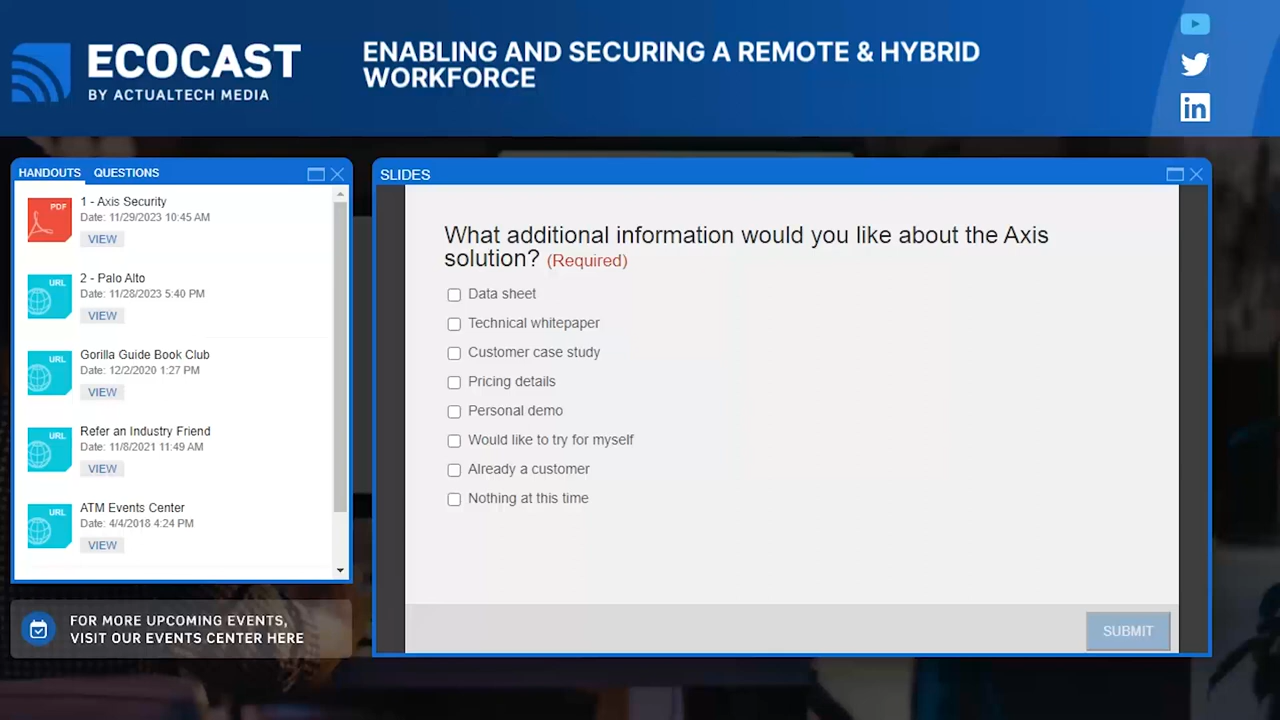 ECOCAST
BY ACTUALTECH MEDIA
ENABLING AND SECURING A REMOTE & HYBRID
WORKFORCE
in
HANDOUTS QUESTIONS
PDF
1 - Axis Security
Date: 11/29/2023 10:45 AM
VIEW
URL
2 - Palo Alto
Date: 11/28/2023 5:40 PM
VIEW
URL
Gorilla Guide Book Club
Date: 12/2/2020 1:27 PM
VIEW
URL
Refer an Industry Friend
Date: 11/8/2021 11:49 AM
VIEW
URL
ATM Events Center
Date: 4/4/2018 4:24 PM
VIEW
FOR MORE UPCOMING EVENTS,
VISIT OUR EVENTS CENTER HERE
SLIDES
What additional information would you like about the Axis
solution? (Required)
Data sheet
Technical whitepaper
Customer case study
Pricing details
Personal demo
Would like to try for myself
Already a customer
Nothing at this time
SUBMIT